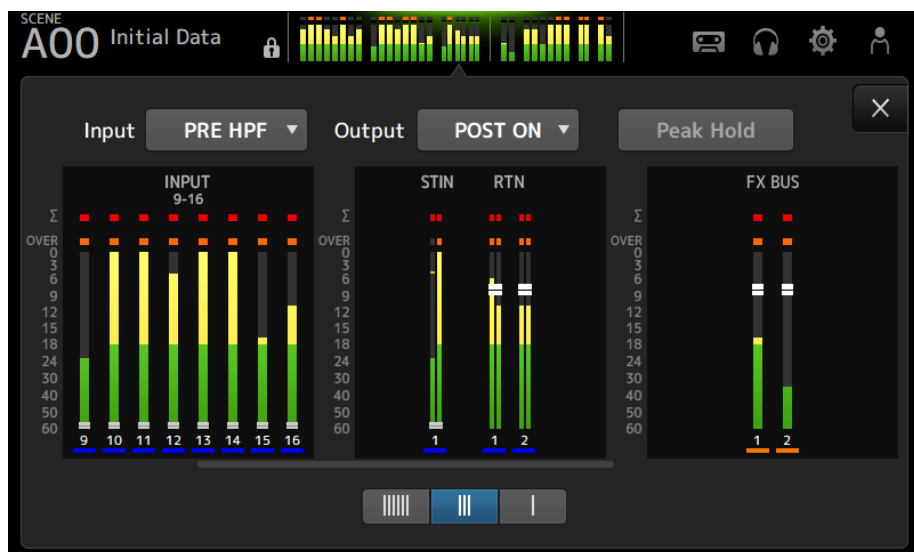 SCENE
A00 Initial Data
Input PRE HPF Output POST ON Peak Hold
INPUT STIN RTN FX BUS
9-16
Σ Σ Σ
OVER OVER OVER
0 0 0
3 3 3
6 6 6
9 9 9
12 12 12
15 15 15
18 18 18
24 24 24
30 30 30
40 40 40
50 50 50
60 60 60
9 10 11 12 13 14 15 16 1 1 2 1 2